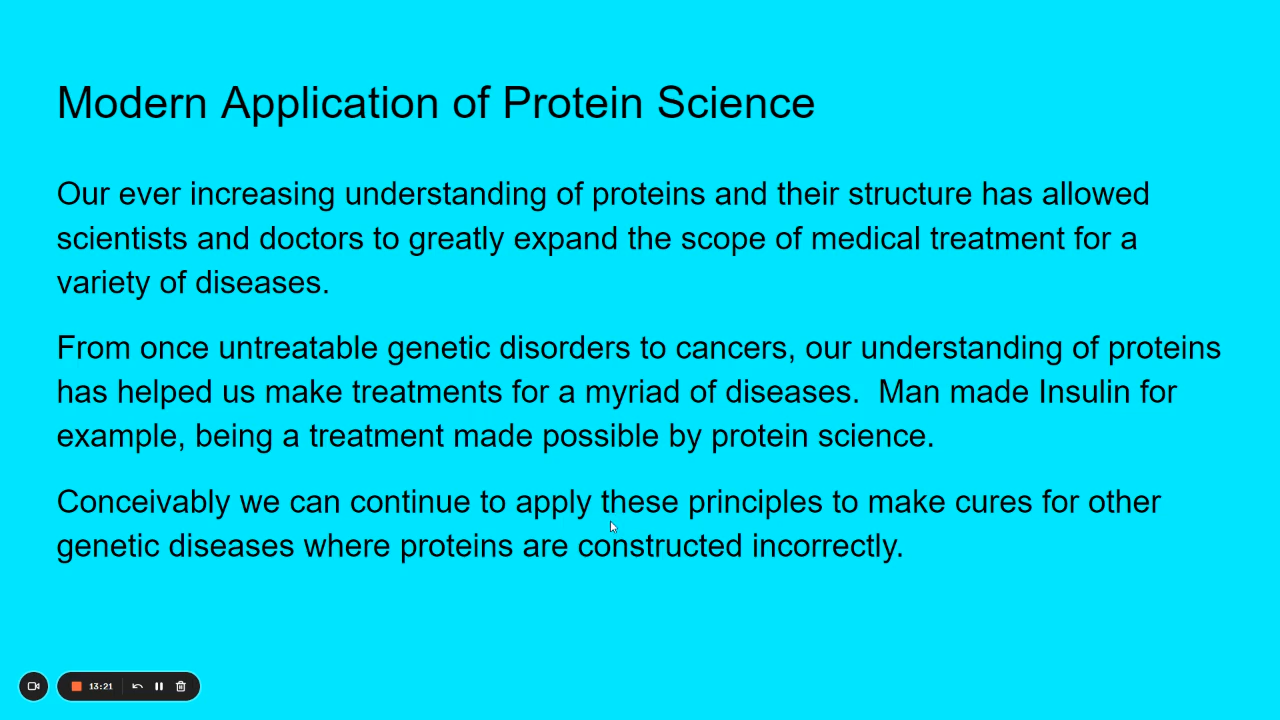 Modern Application of Protein Science
Our ever increasing understanding of proteins and their structure has allowed
scientists and doctors to greatly expand the scope of medical treatment for a
variety of diseases.
From once untreatable genetic disorders to cancers, our understanding of proteins
has helped us make treatments for a myriad of diseases.  Man made Insulin for
example, being a treatment made possible by protein science.
Conceivably we can continue to apply these principles to make cures for other
genetic diseases where proteins are constructed incorrectly.
13:21